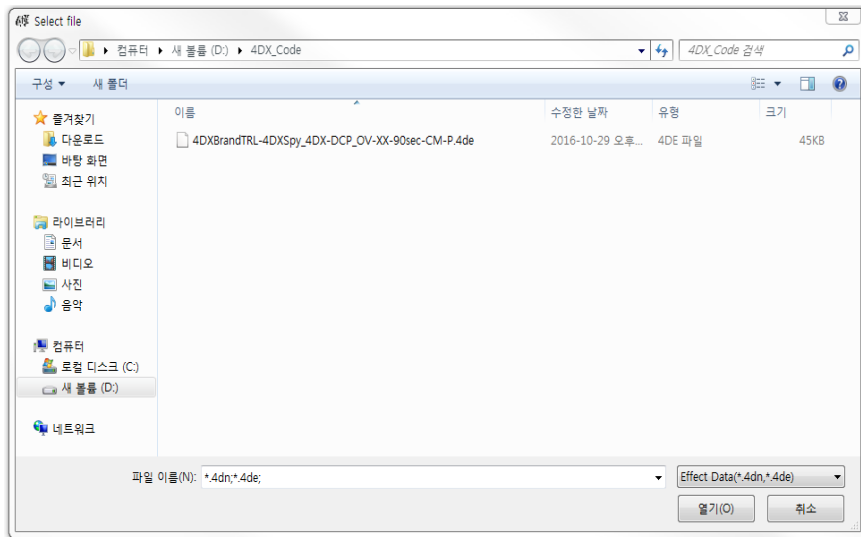 Select file
컴퓨터 ▸ 새 볼륨 (D:) ▸ 4DX_Code
4DX_Code 검색
구성 새 폴더
이름 수정한 날짜 유형 크기
4DXBrandTRL-4DXSpy_4DX-DCP_OV-XX-90sec-CM-P.4de 2016-10-29 오후... 4DE 파일 45KB
즐겨찾기
다운로드
바탕 화면
최근 위치
라이브러리
문서
비디오
사진
음악
컴퓨터
로컬 디스크 (C:)
새 볼륨 (D:)
네트워크
파일 이름(N): *.4dn;*.4de; Effect Data(*.4dn,*.4de)
열기(O) 취소